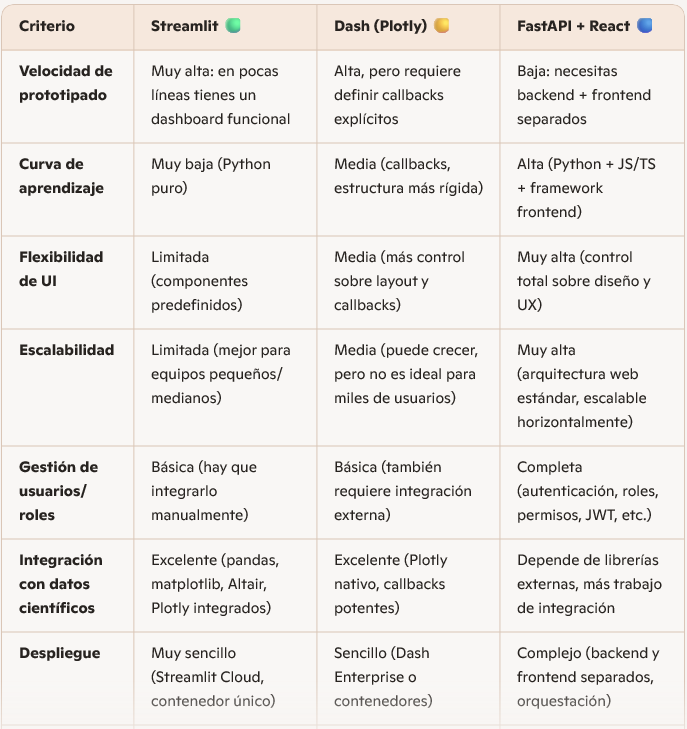 Criterio
Streamlit
Dash (Plotly)
FastAPI + React
Velocidad de
prototipado
Muy alta: en pocas
líneas tienes un
dashboard funcional
Alta, pero requiere
definir callbacks
explícitos
Baja: necesitas
backend + frontend
separados
Curva de
aprendizaje
Muy baja (Python
puro)
Media (callbacks,
estructura más rígida)
Alta (Python + JS/TS
+ framework
frontend)
Flexibilidad
de UI
Limitada
(componentes
predefinidos)
Media (más control
sobre layout y
callbacks)
Muy alta (control
total sobre diseño y
UX)
Escalabilidad
Limitada (mejor para
equipos pequeños/
medianos)
Media (puede crecer,
pero no es ideal para
miles de usuarios)
Muy alta
(arquitectura web
estándar, escalable
horizontalmente)
Gestión de
usuarios/
roles
Básica (hay que
integrarlo
manualmente)
Básica (también
requiere integración
externa)
Completa
(autenticación, roles,
permisos, JWT, etc.)
Integración
con datos
científicos
Excelente (pandas,
matplotlib, Altair,
Plotly integrados)
Excelente (Plotly
nativo, callbacks
potentes)
Depende de librerías
externas, más trabajo
de integración
Despliegue
Muy sencillo
(Streamlit Cloud,
contenedor único)
Sencillo (Dash
Enterprise o
contenedores)
Complejo (backend y
frontend separados,
orquestación)